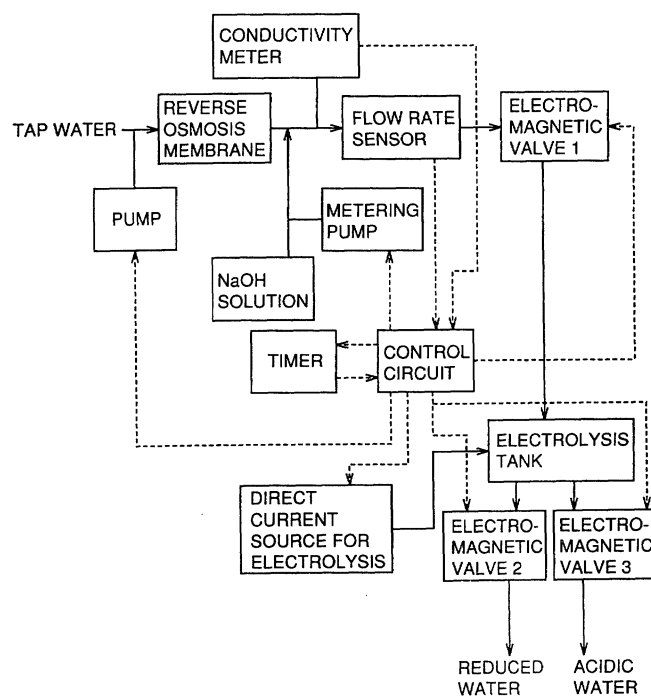 CONDUCTIVITY
METER
TAP WATER
REVERSE
OSMOSIS
MEMBRANE
FLOW RATE
SENSOR
ELECTRO-
MAGNETIC
VALVE 1
PUMP
METERING
PUMP
NaOH
SOLUTION
TIMER
CONTROL
CIRCUIT
ELECTROLYSIS
TANK
DIRECT
CURRENT
SOURCE FOR
ELECTROLYSIS
ELECTRO-
MAGNETIC
VALVE 2
ELECTRO-
MAGNETIC
VALVE 3
REDUCED
WATER
ACIDIC
WATER